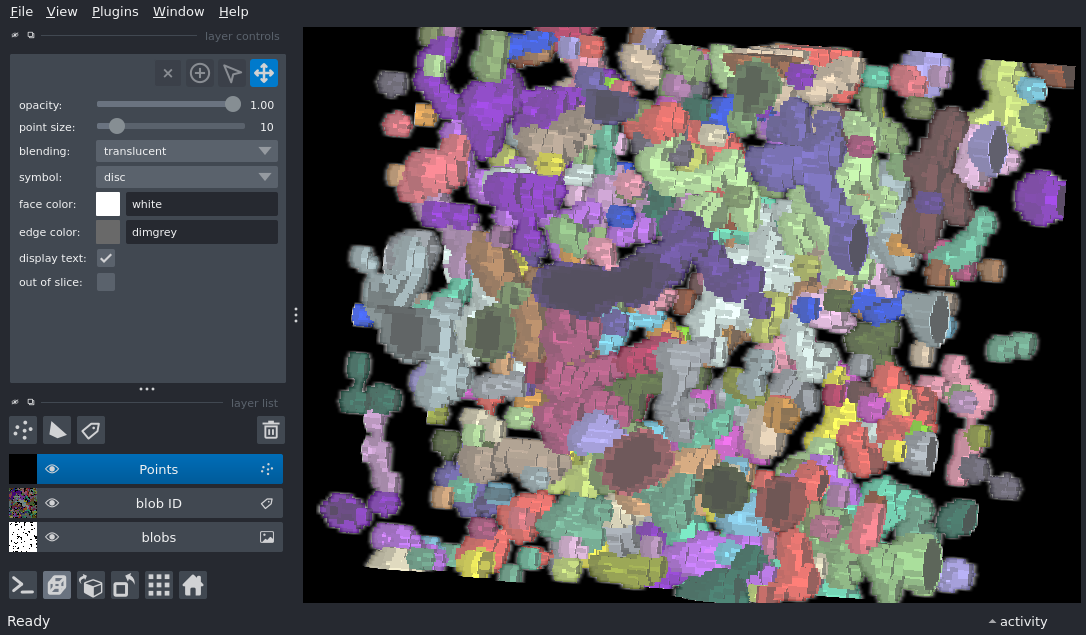 File View Plugins Window Help
layer controls
opacity: 1.00
point size: 10
blending: translucent
symbol: disc
face color: white
edge color: dimgrey
display text:
out of slice:
layer list
Points
blob ID
blobs
Ready
activity